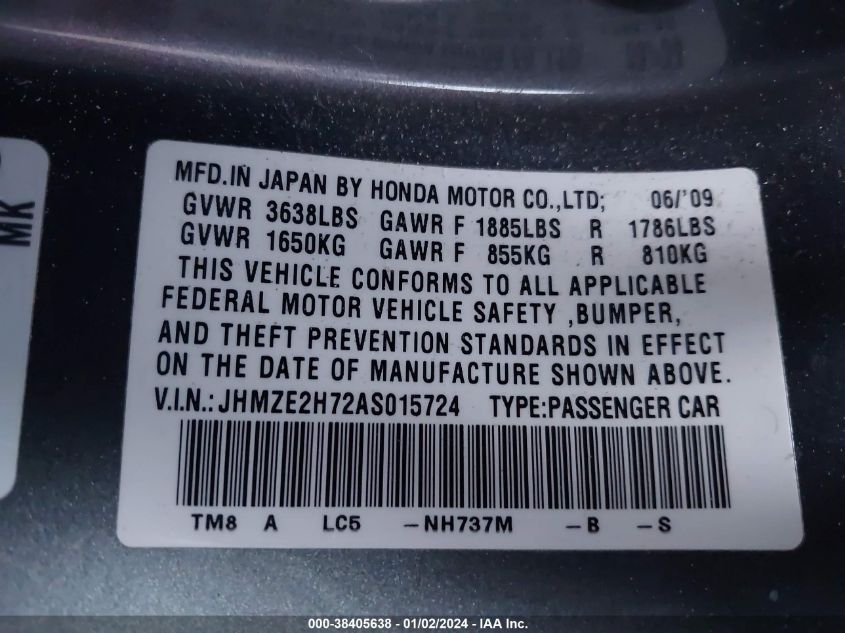 MFD.IN JAPAN BY HONDA MOTOR CO.,LTD; 06/'09
GVWR 3638LBS GAWR F 1885LBS R 1786LBS
GVWR 1650KG GAWR F 855KG R 810KG
THIS VEHICLE CONFORMS TO ALL APPLICABLE
FEDERAL MOTOR VEHICLE SAFETY ,BUMPER,
AND THEFT PREVENTION STANDARDS IN EFFECT
ON THE DATE OF MANUFACTURE SHOWN ABOVE.
V.I.N.: JHMZE2H72AS015724 TYPE:PASSENGER CAR
TM8 A LC5 -NH737M -B -S
MK
000-38405638 - 01/02/2024 - IAA Inc.